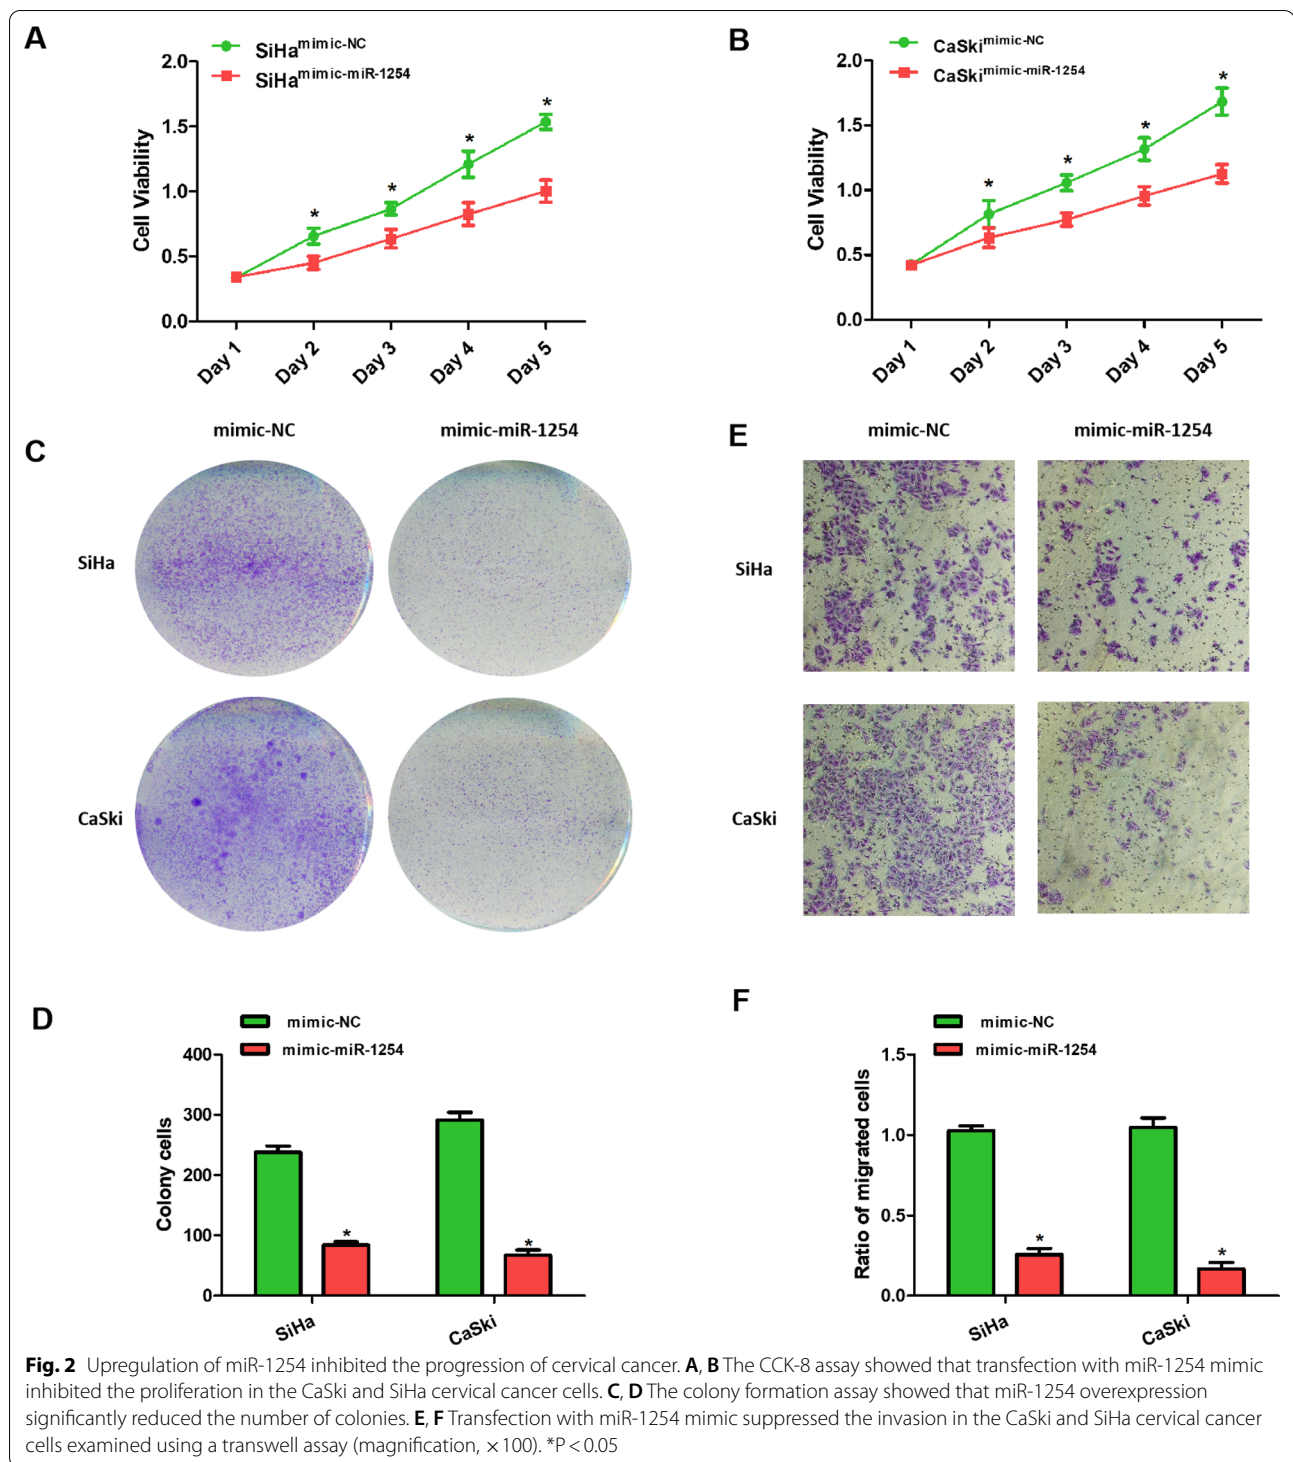 A
SiHa^mimic-NC
SiHa^mimic-miR-1254
Cell Viability
2.0
1.5
1.0
0.5
0.0
* * * *
Day 1 Day 2 Day 3 Day 4 Day 5
B
CaSki^mimic-NC
CaSki^mimic-miR-1254
Cell Viability
2.0
1.5
1.0
0.5
0.0
* * * *
Day 1 Day 2 Day 3 Day 4 Day 5
C
mimic-NC mimic-miR-1254
SiHa
CaSki
E
mimic-NC mimic-miR-1254
SiHa
CaSki
D
mimic-NC
mimic-miR-1254
Colony cells
400
300
200
100
0
* *
SiHa CaSki
F
mimic-NC
mimic-miR-1254
Ratio of migrated cells
1.5
1.0
0.5
0.0
* *
SiHa CaSki
Fig. 2 Upregulation of miR-1254 inhibited the progression of cervical cancer. A, B The CCK-8 assay showed that transfection with miR-1254 mimic
inhibited the proliferation in the CaSki and SiHa cervical cancer cells. C, D The colony formation assay showed that miR-1254 overexpression
significantly reduced the number of colonies. E, F Transfection with miR-1254 mimic suppressed the invasion in the CaSki and SiHa cervical cancer
cells examined using a transwell assay (magnification, ×100). *P < 0.05